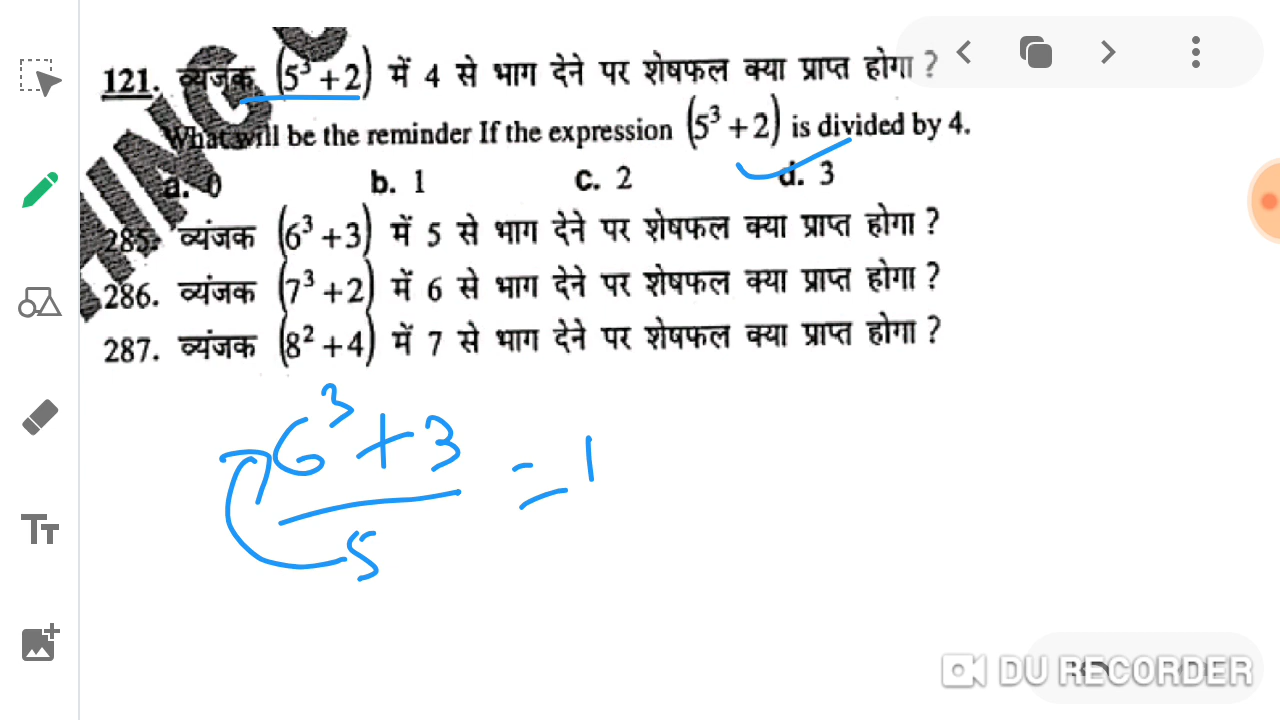 121. व्यंजक (5³ + 2) में 4 से भाग देने पर शेषफल क्या प्राप्त होगा ?
What will be the reminder If the expression (5³ + 2) is divided by 4.
a. 0 b. 1 c. 2 d. 3
285. व्यंजक (6³ + 3) में 5 से भाग देने पर शेषफल क्या प्राप्त होगा ?
286. व्यंजक (7³ + 2) में 6 से भाग देने पर शेषफल क्या प्राप्त होगा ?
287. व्यंजक (8² + 4) में 7 से भाग देने पर शेषफल क्या प्राप्त होगा ?
6³ + 3 = 1
5
Tт
DU RECORDER